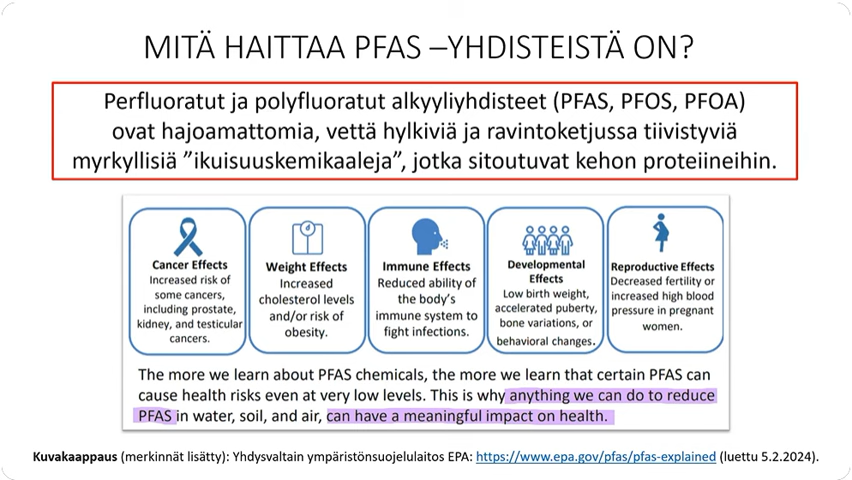 MITÄ HAITTAA PFAS –YHDISTEISTÄ ON?
Perfluoratut ja polyfluoratut alkyyliyhdisteet (PFAS, PFOS, PFOA)
ovat hajoamattomia, vettä hylkiviä ja ravintoketjussa tiivistyviä
myrkyllisiä ”ikuisuuskemikaaleja”, jotka sitoutuvat kehon proteiineihin.
Cancer Effects
Increased risk of
some cancers,
including prostate,
kidney, and testicular
cancers.
Weight Effects
Increased
cholesterol levels
and/or risk of
obesity.
Immune Effects
Reduced ability of
the body’s
immune system to
fight infections.
Developmental
Effects
Low birth weight,
accelerated puberty,
bone variations, or
behavioral changes.
Reproductive Effects
Decreased fertility or
increased high blood
pressure in pregnant
women.
The more we learn about PFAS chemicals, the more we learn that certain PFAS can
cause health risks even at very low levels. This is why anything we can do to reduce
PFAS in water, soil, and air, can have a meaningful impact on health.
Kuvakaappaus (merkinnät lisätty): Yhdysvaltain ympäristönsuojelulaitos EPA: https://www.epa.gov/pfas/pfas-explained (luettu 5.2.2024).